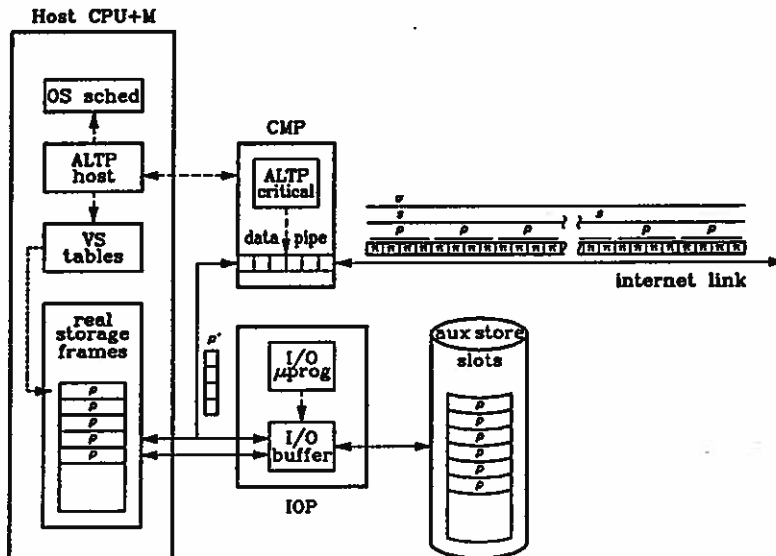 Host CPU+M
OS sched
ALTP
host
VS
tables
real
storage
frames
p
p
p
p
p
CMP
ALTP
critical
data pipe
v
s s
p p p p p
π π π π π π π π π π π π π π π π π π π π π π
internet link
p'
I/O
μprog
I/O
buffer
IOP
aux store
slots
p
p
p
p
p
p